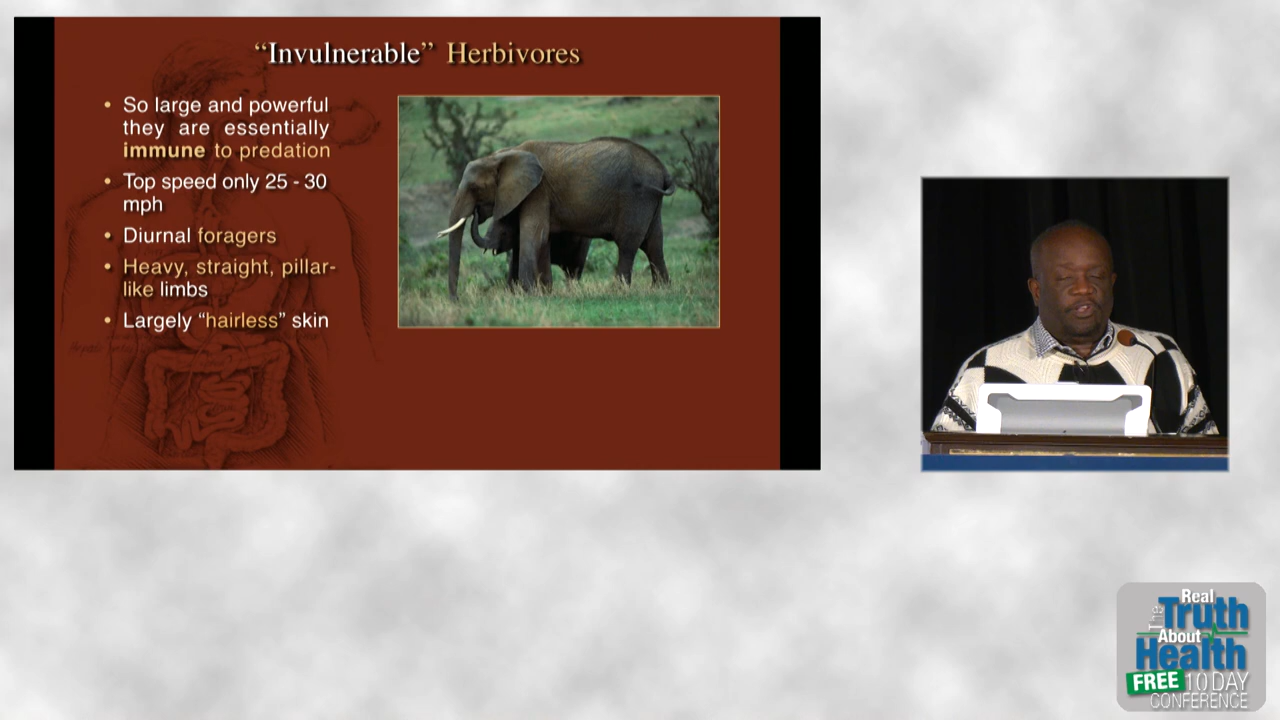 “Invulnerable” Herbivores
• So large and powerful
they are essentially
immune to predation
• Top speed only 25 - 30
mph
• Diurnal foragers
• Heavy, straight, pillar-
like limbs
• Largely “hairless” skin
The
Real
Truth
About
Health
FREE 10 DAY
CONFERENCE